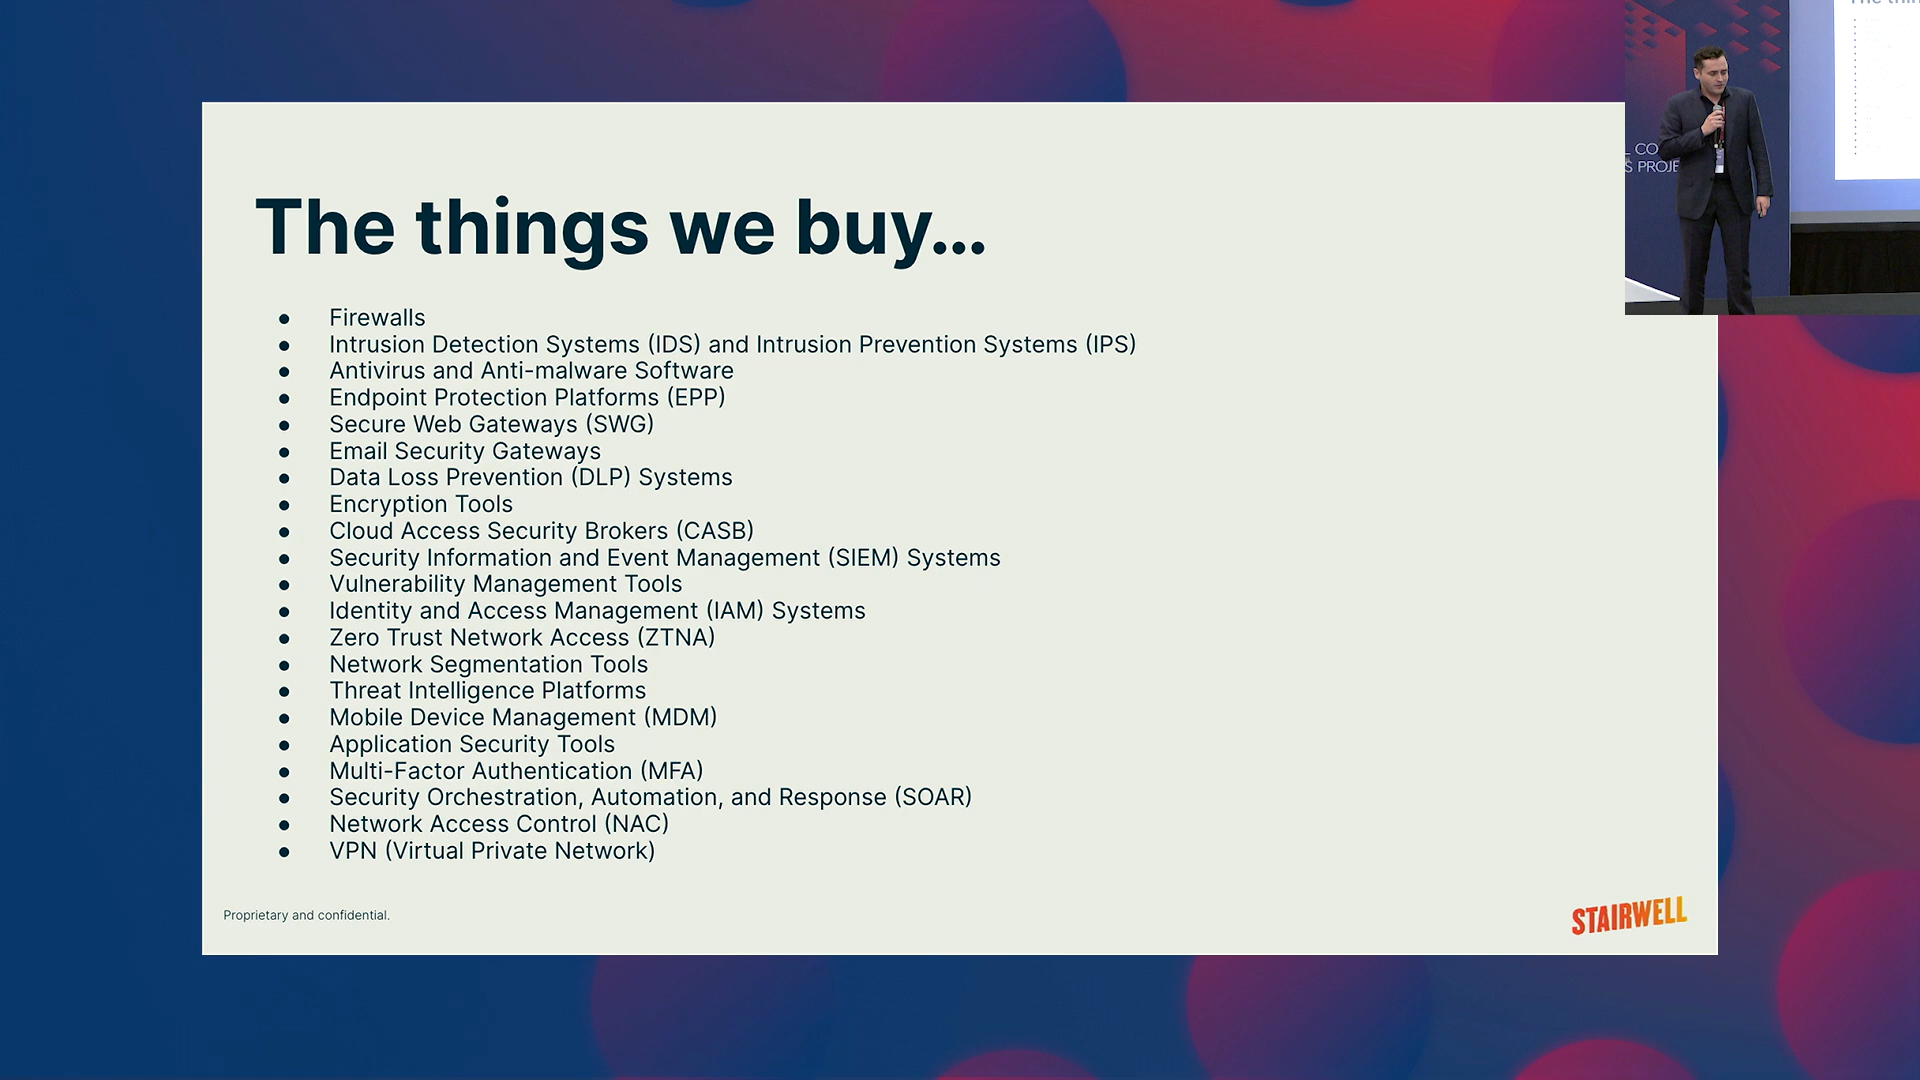 The things we buy...
● Firewalls
● Intrusion Detection Systems (IDS) and Intrusion Prevention Systems (IPS)
● Antivirus and Anti-malware Software
● Endpoint Protection Platforms (EPP)
● Secure Web Gateways (SWG)
● Email Security Gateways
● Data Loss Prevention (DLP) Systems
● Encryption Tools
● Cloud Access Security Brokers (CASB)
● Security Information and Event Management (SIEM) Systems
● Vulnerability Management Tools
● Identity and Access Management (IAM) Systems
● Zero Trust Network Access (ZTNA)
● Network Segmentation Tools
● Threat Intelligence Platforms
● Mobile Device Management (MDM)
● Application Security Tools
● Multi-Factor Authentication (MFA)
● Security Orchestration, Automation, and Response (SOAR)
● Network Access Control (NAC)
● VPN (Virtual Private Network)
Proprietary and confidential.
STAIRWELL
L CO
S PROJE